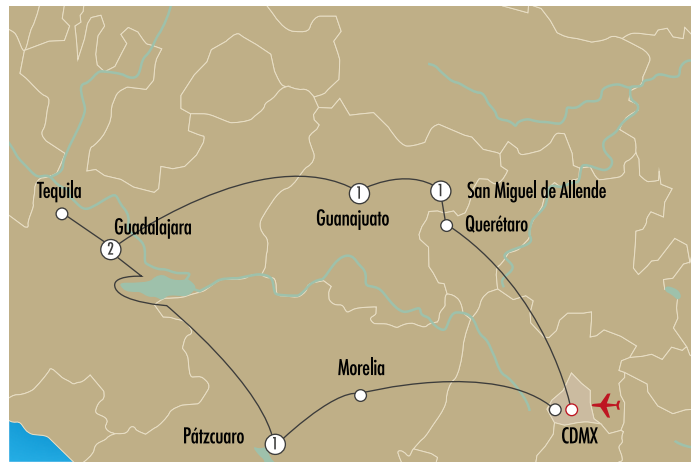 Tequila
1
1
San Miguel de Allende
Guanajuato
Guadalajara
Querétaro
2
Morelia
Pátzcuaro
1
CDMX